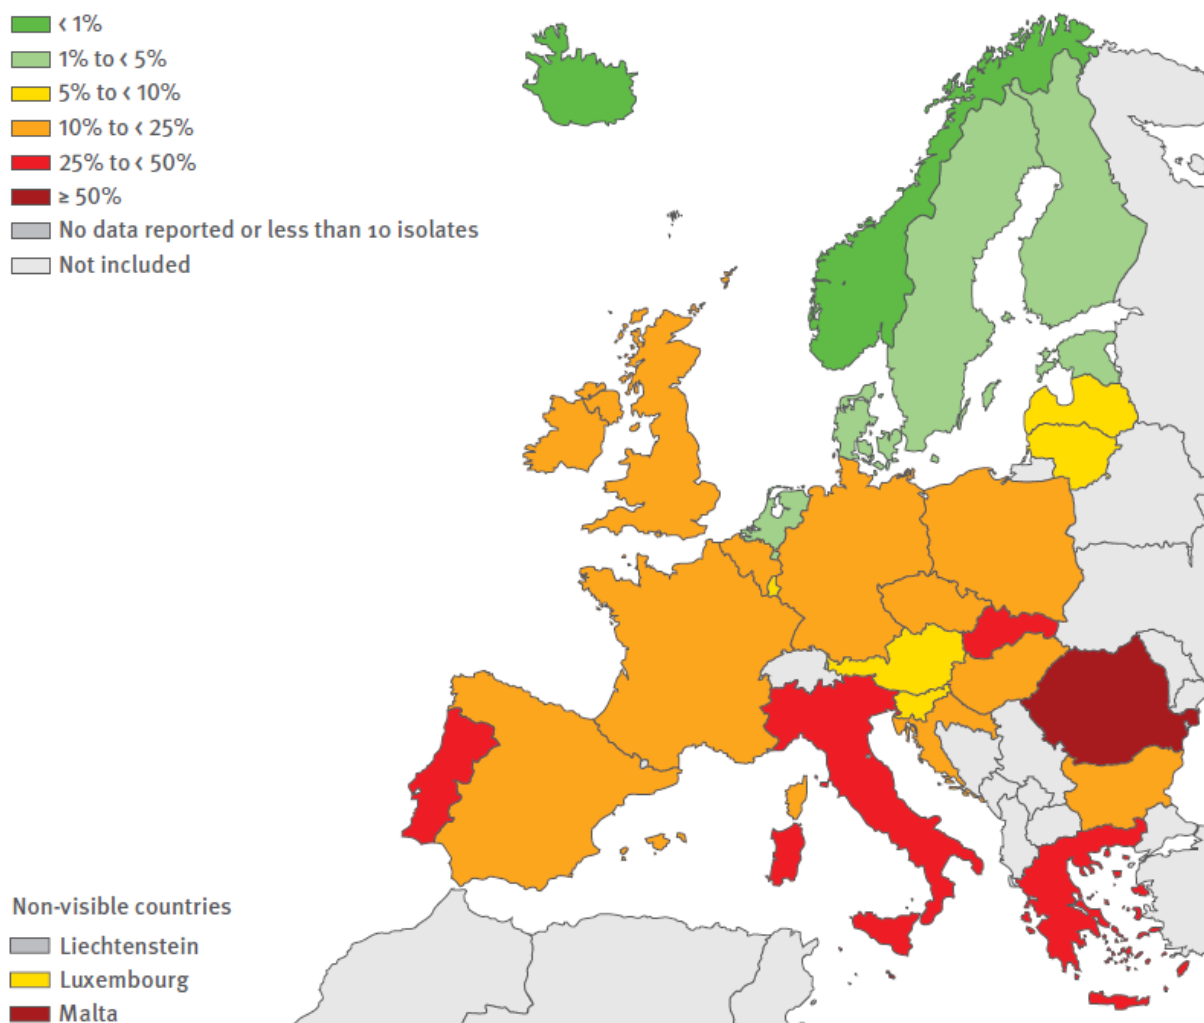 ‹ 1%
1% to ‹ 5%
5% to ‹ 10%
10% to ‹ 25%
25% to ‹ 50%
≥ 50%
No data reported or less than 10 isolates
Not included
Non-visible countries
Liechtenstein
Luxembourg
Malta